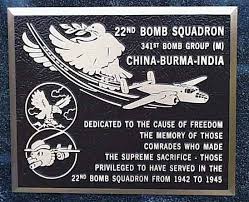 22ND BOMB SQUADRON
341ST BOMB GROUP (M)
CHINA-BURMA-INDIA
DEDICATED TO THE CAUSE OF FREEDOM
THE MEMORY OF THOSE
COMRADES WHO MADE
THE SUPREME SACRIFICE - THOSE
PRIVILEGED TO HAVE SERVED IN THE
22ND BOMB SQUADRON FROM 1942 TO 1945